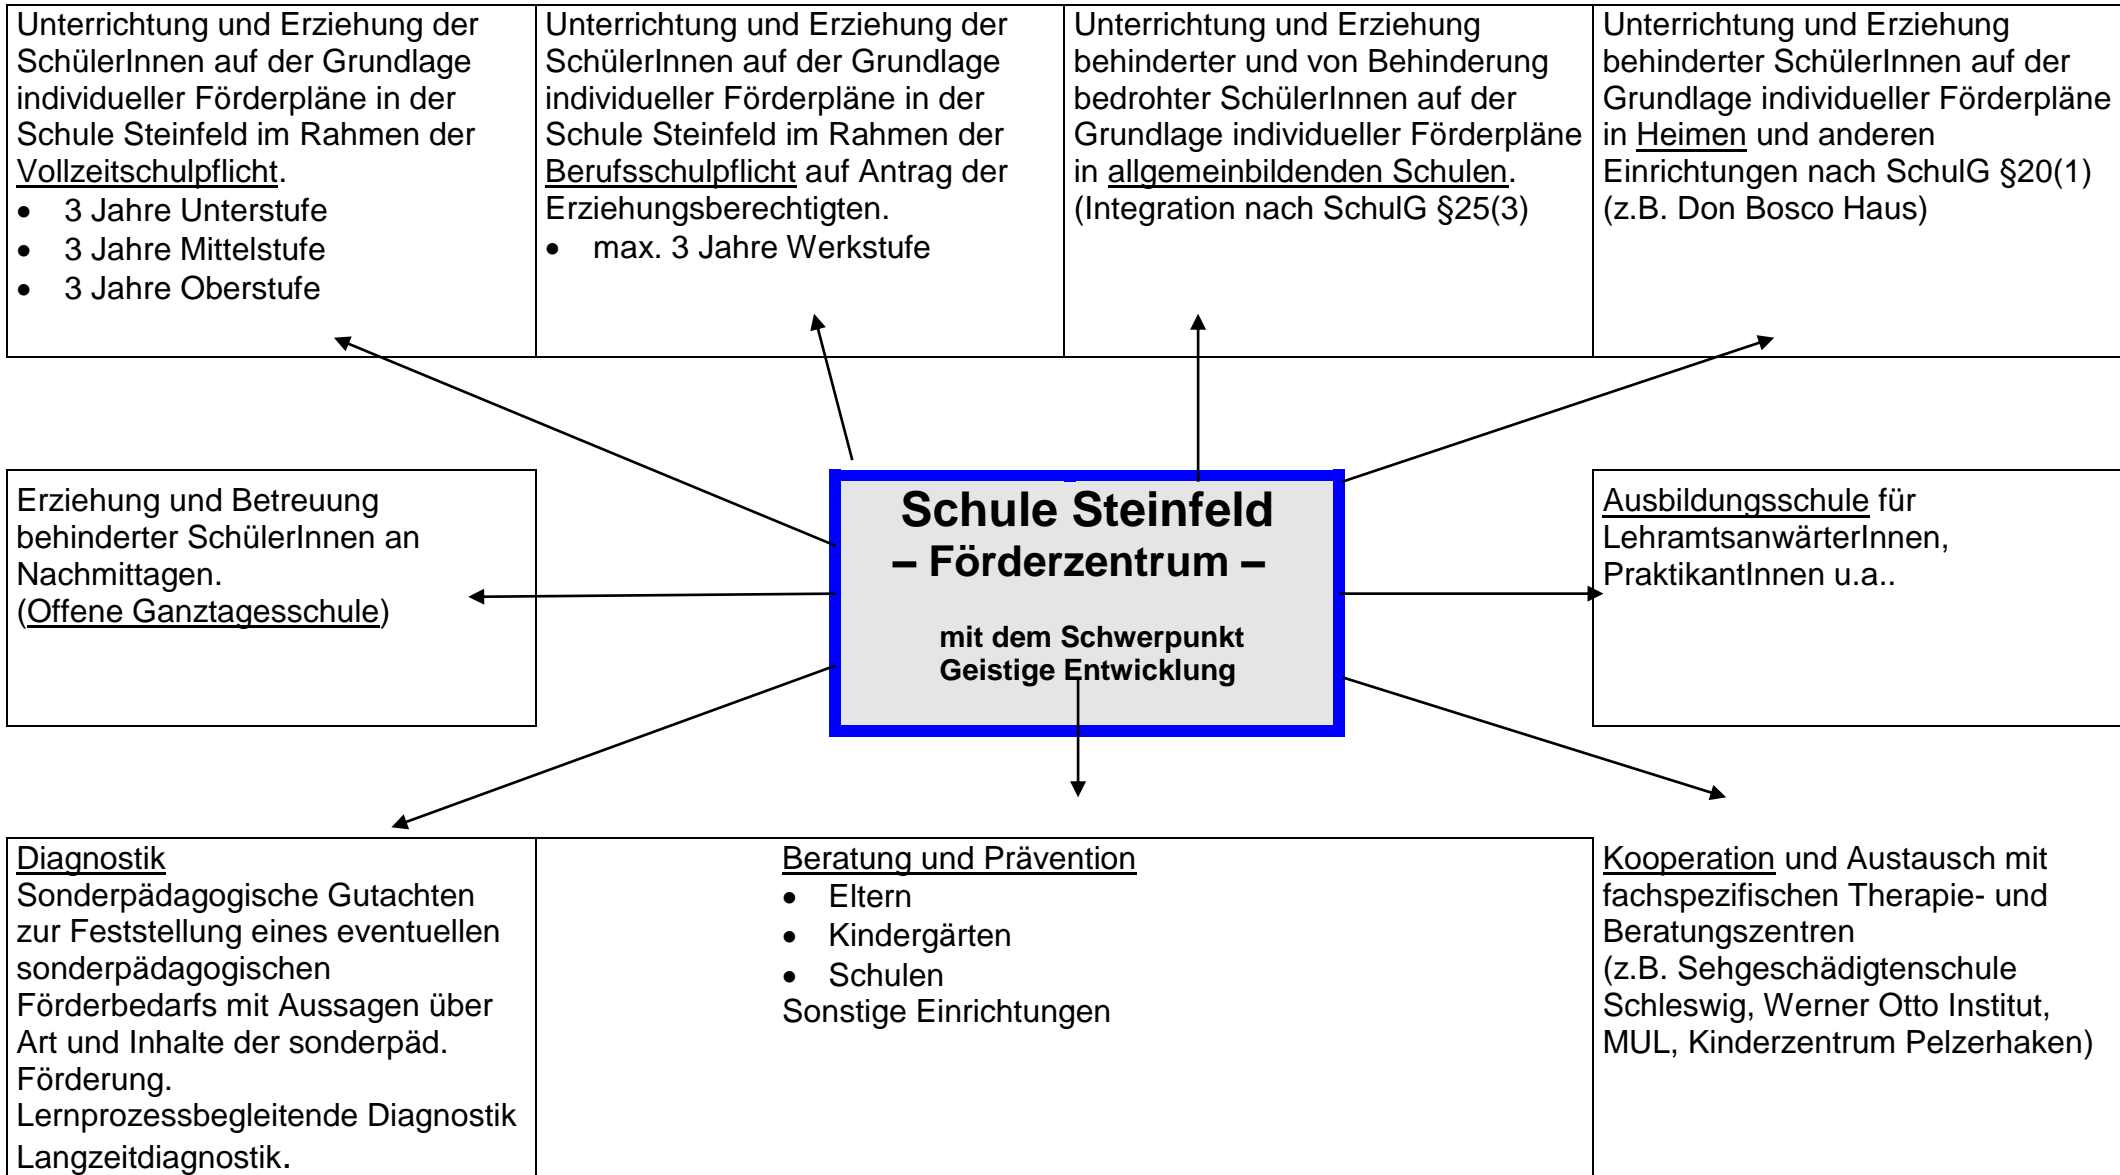 Unterrichtung und Erziehung der
SchülerInnen auf der Grundlage
individueller Förderpläne in der
Schule Steinfeld im Rahmen der
Vollzeitschulpflicht.
• 3 Jahre Unterstufe
• 3 Jahre Mittelstufe
• 3 Jahre Oberstufe
Unterrichtung und Erziehung der
SchülerInnen auf der Grundlage
individueller Förderpläne in der
Schule Steinfeld im Rahmen der
Berufsschulpflicht auf Antrag der
Erziehungsberechtigten.
• max. 3 Jahre Werkstufe
Unterrichtung und Erziehung
behinderter und von Behinderung
bedrohter SchülerInnen auf der
Grundlage individueller Förderpläne
in allgemeinbildenden Schulen.
(Integration nach SchulG §25(3)
Unterrichtung und Erziehung
behinderter SchülerInnen auf der
Grundlage individueller Förderpläne
in Heimen und anderen
Einrichtungen nach SchulG §20(1)
(z.B. Don Bosco Haus)
Erziehung und Betreuung
behinderter SchülerInnen an
Nachmittagen.
(Offene Ganztagesschule)
Schule Steinfeld
– Förderzentrum –
mit dem Schwerpunkt
Geistige Entwicklung
Ausbildungsschule für
LehramtsanwärterInnen,
PraktikantInnen u.a..
Diagnostik
Sonderpädagogische Gutachten
zur Feststellung eines eventuellen
sonderpädagogischen
Förderbedarfs mit Aussagen über
Art und Inhalte der sonderpäd.
Förderung.
Lernprozessbegleitende Diagnostik
Langzeitdiagnostik.
Beratung und Prävention
• Eltern
• Kindergärten
• Schulen
Sonstige Einrichtungen
Kooperation und Austausch mit
fachspezifischen Therapie- und
Beratungszentren
(z.B. Sehgeschädigtenschule
Schleswig, Werner Otto Institut,
MUL, Kinderzentrum Pelzerhaken)